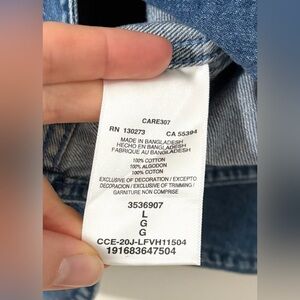 CARE307
RN 130273 CA 55394
MADE IN BANGLADESH
HECHO EN BANGLADESH
FABRIQUE AU BANGLADESH
100% COTTON
100% ALGODON
100% COTON
EXCLUSIVE OF DECORATION / EXCEPTO
DECORACION / EXCLUSIVE OF TRIMMING /
GARNITURE NON COMPRISE
3536907
L
G
G
CCE-20J-LFVH11504
191683647504